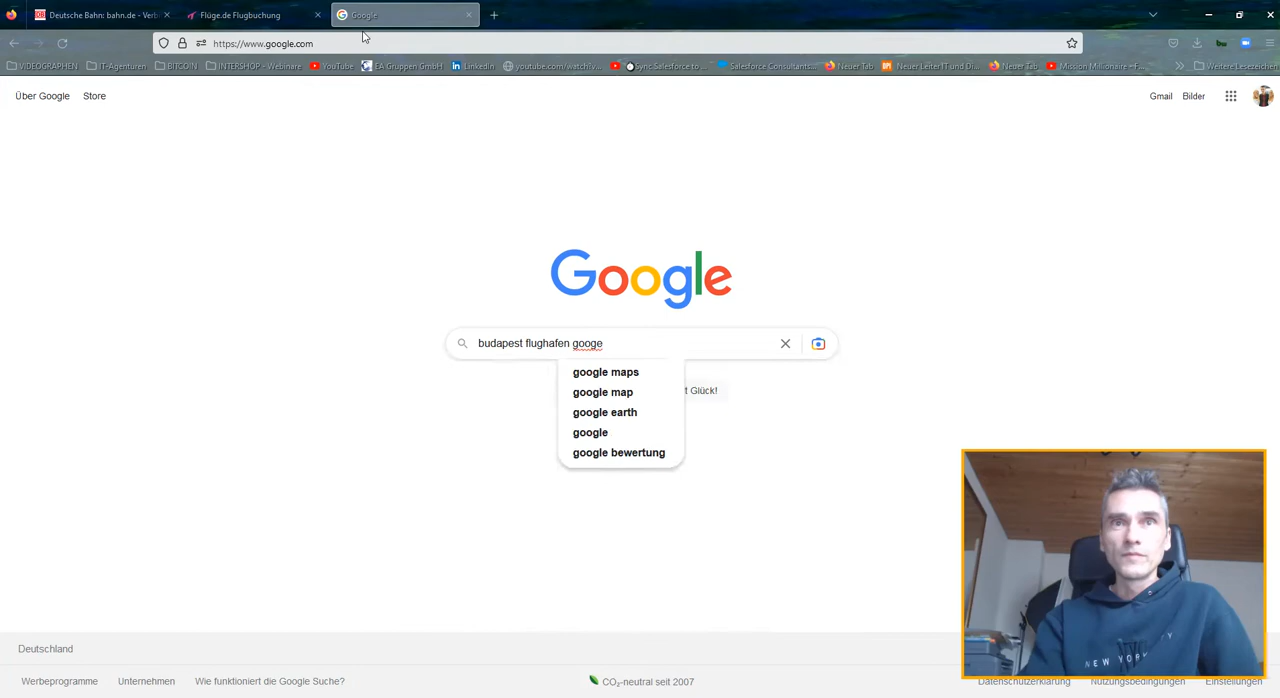 Deutsche Bahn: bahn.de - Verbi
Flüge.de Flugbuchung
Google
https://www.google.com
VIDEOGRAPHEN
IT-Agenturen
BITCOIN
INTERSHOP - Webinare
YouTube
EA Gruppen GmbH
LinkedIn
youtube.com/watch?v...
Sync Salesforce to ...
Salesforce Consultants...
Neuer Tab
Neuer Leiter IT und Di...
Neuer Tab
Mission Millionaire – F...
Weitere Lesezeichen
Über Google
Store
Gmail
Bilder
Google
budapest flughafen googe
google maps
google map
google earth
google
google bewertung
t Glück!
NEW YORK
Deutschland
Werbeprogramme
Unternehmen
Wie funktioniert die Google Suche?
CO₂-neutral seit 2007
Datenschutzerklärung
Nutzungsbedingungen
Einstellungen